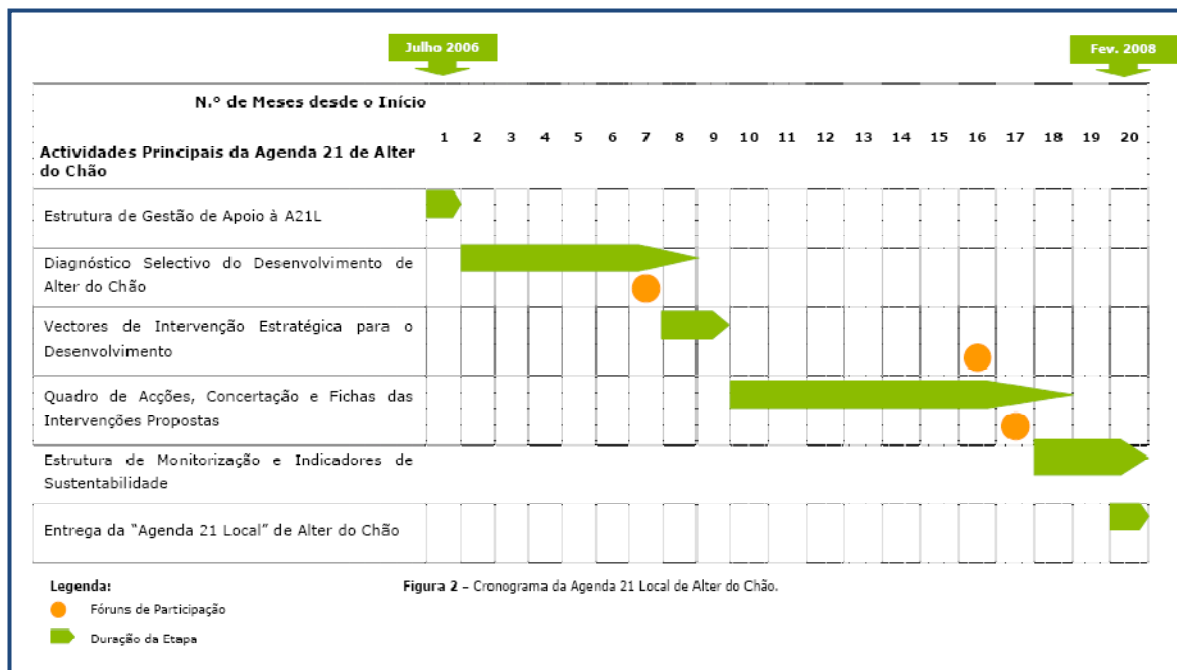 Julho 2006
Fev. 2008
N.º de Meses desde o Início
1 2 3 4 5 6 7 8 9 10 11 12 13 14 15 16 17 18 19 20
Actividades Principais da Agenda 21 de Alter
do Chão
Estrutura de Gestão de Apoio à A21L
Diagnóstico Selectivo do Desenvolvimento de
Alter do Chão
Vectores de Intervenção Estratégica para o
Desenvolvimento
Quadro de Acções, Concertação e Fichas das
Intervenções Propostas
Estrutura de Monitorização e Indicadores de
Sustentabilidade
Entrega da “Agenda 21 Local” de Alter do Chão
Legenda:
Figura 2 – Cronograma da Agenda 21 Local de Alter do Chão.
Fóruns de Participação
Duração da Etapa